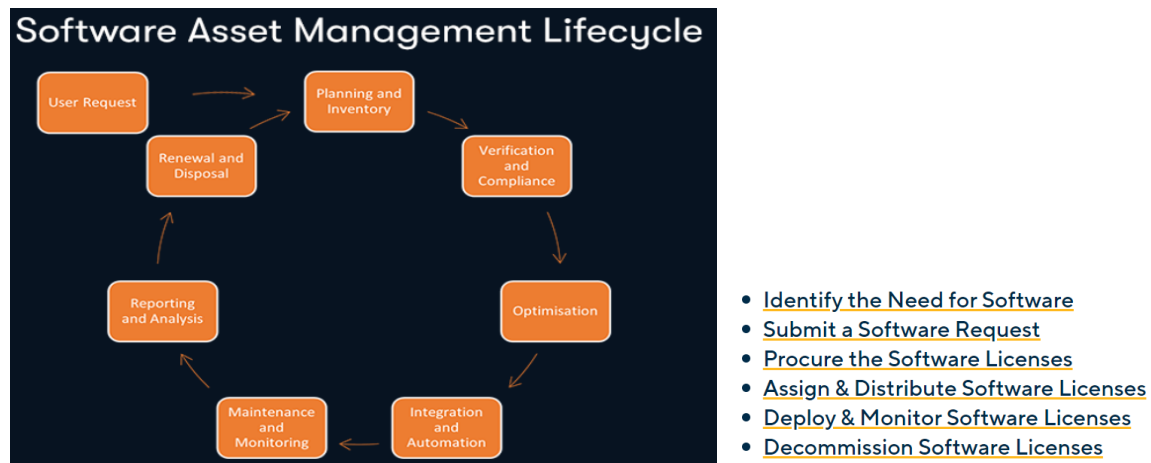 Software Asset Management Lifecycle
User Request
Planning and
Inventory
Renewal and
Disposal
Verification
and
Compliance
Reporting
and Analysis
Optimisation
Maintenance
and
Monitoring
Integration
and
Automation
Identify the Need for Software
Submit a Software Request
Procure the Software Licenses
Assign & Distribute Software Licenses
Deploy & Monitor Software Licenses
Decommission Software Licenses